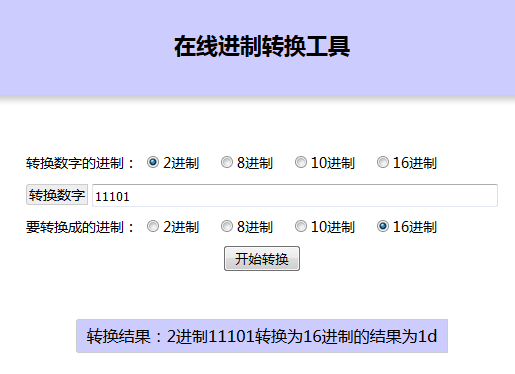 在线进制转换工具
转换数字的进制： 2进制 8进制 10进制 16进制
转换数字 11101
要转换成的进制： 2进制 8进制 10进制 16进制
开始转换
转换结果：2进制11101转换为16进制的结果为1d